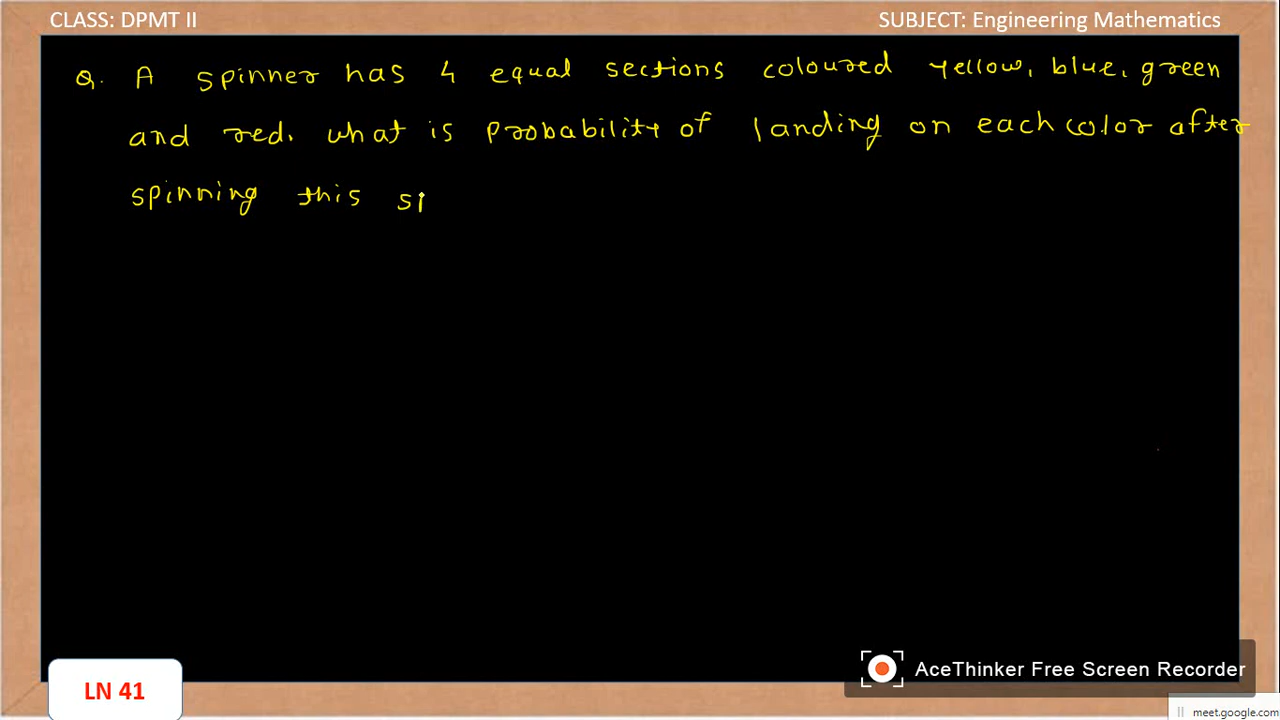 CLASS: DPMT II
SUBJECT: Engineering Mathematics
Q. A spinner has 4 equal sections coloured yellow, blue, green
and red. what is probability of landing on each color after
spinning this si
LN 41
AceThinker Free Screen Recorder
meet.google.com